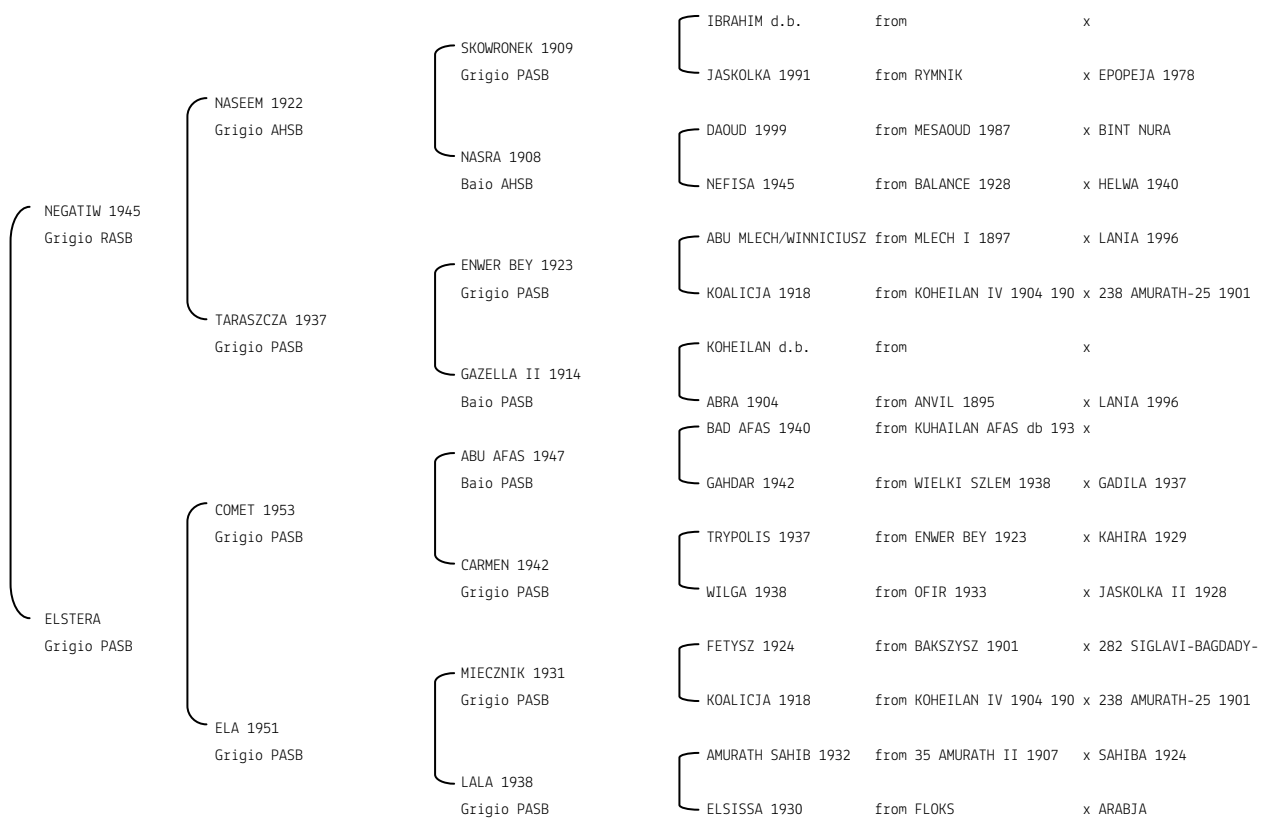 IBRAHIM d.b. from x
SKOWRONEK 1909
Grigio PASB
JASKOLKA 1991 from RYMNIK x EPOPEJA 1978
NASEEM 1922
Grigio AHSB
DAOUD 1999 from MESAOUD 1987 x BINT NURA
NASRA 1908
Baio AHSB
NEFISA 1945 from BALANCE 1928 x HELWA 1940
NEGATIW 1945
Grigio RASB
ABU MLECH/WINNICIUSZ from MLECH I 1897 x LANIA 1996
ENWER BEY 1923
Grigio PASB
KOALICJA 1918 from KOHEILAN IV 1904 190 x 238 AMURATH-25 1901
TARASZCZA 1937
Grigio PASB
KOHEILAN d.b. from x
GAZELLA II 1914
Baio PASB
ABRA 1904 from ANVIL 1895 x LANIA 1996
BAD AFAS 1940 from KUHAILAN AFAS db 193 x
ABU AFAS 1947
Baio PASB
GAHDAR 1942 from WIELKI SZLEM 1938 x GADILA 1937
COMET 1953
Grigio PASB
TRYPOLIS 1937 from ENWER BEY 1923 x KAHIRA 1929
CARMEN 1942
Grigio PASB
WILGA 1938 from OFIR 1933 x JASKOLKA II 1928
ELSTERA
Grigio PASB
FETYSZ 1924 from BAKSZYSZ 1901 x 282 SIGLAVI-BAGDADY-
MIECZNIK 1931
Grigio PASB
KOALICJA 1918 from KOHEILAN IV 1904 190 x 238 AMURATH-25 1901
ELA 1951
Grigio PASB
AMURATH SAHIB 1932 from 35 AMURATH II 1907 x SAHIBA 1924
LALA 1938
Grigio PASB
ELSISSA 1930 from FLOKS x ARABJA